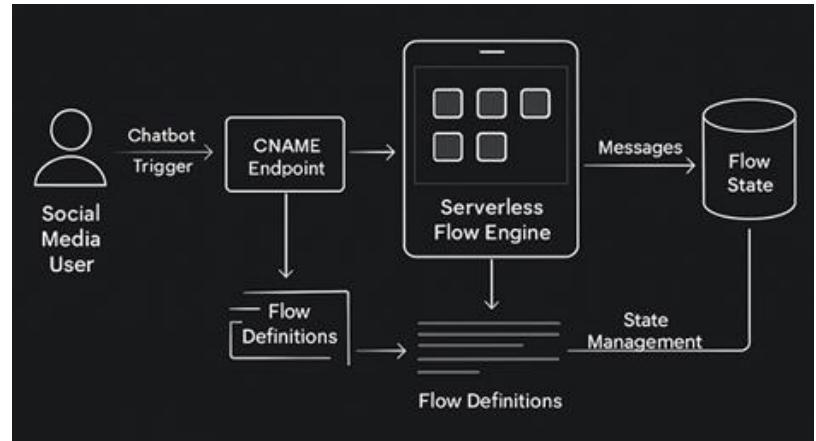 Social
Media
User
Chatbot
Trigger
CNAME
Endpoint
Serverless
Flow Engine
Messages
Flow
State
Flow
Definitions
State
Management
Flow Definitions